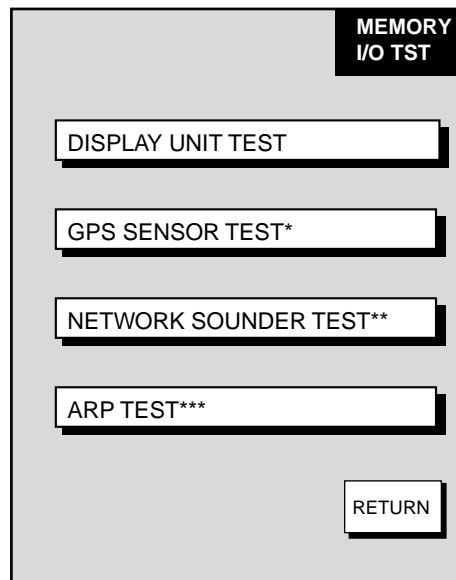 MEMORY
I/O TST
DISPLAY UNIT TEST
GPS SENSOR TEST*
NETWORK SOUNDER TEST**
ARP TEST***
RETURN